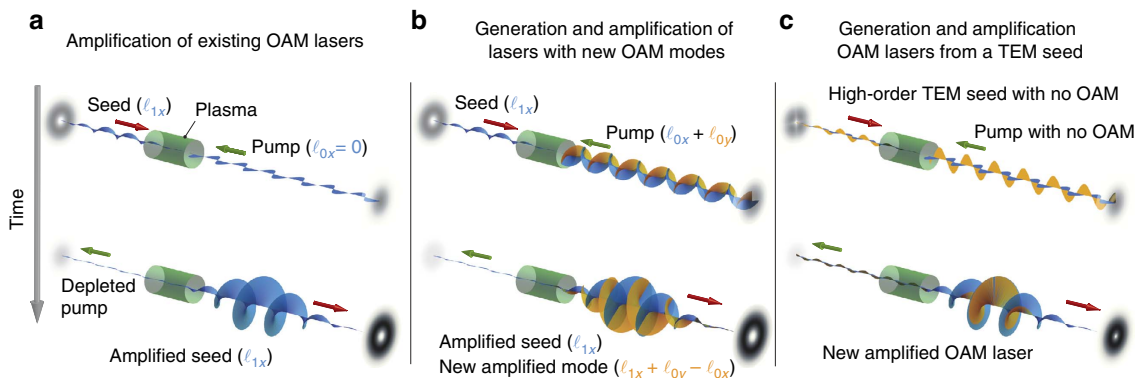 a
Amplification of existing OAM lasers
Time
Seed (ℓ1x)
Plasma
Pump (ℓ0x = 0)
Depleted
pump
Amplified seed (ℓ1x)
b
Generation and amplification of
lasers with new OAM modes
Seed (ℓ1x)
Pump (ℓ0x + ℓ0y)
Amplified seed (ℓ1x)
New amplified mode (ℓ1x + ℓ0y − ℓ0x)
c
Generation and amplification
OAM lasers from a TEM seed
High-order TEM seed with no OAM
Pump with no OAM
New amplified OAM laser